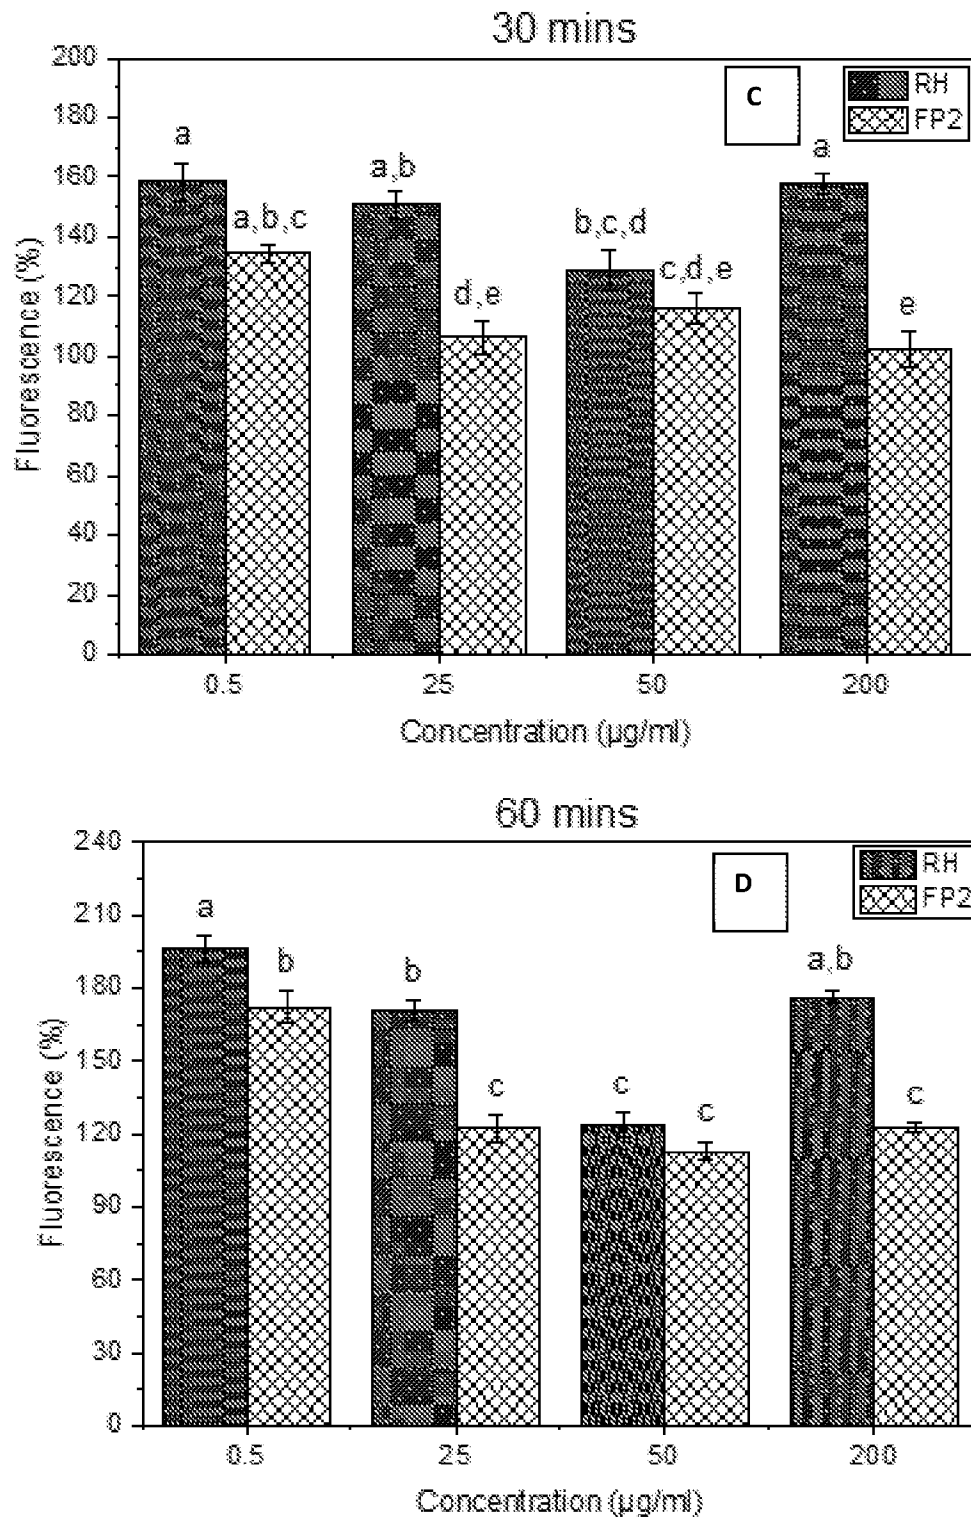 30 mins
200
180
160
140
120
100
80
60
40
20
0
Fluorescence (%)
C
RH
FP2
a
a,b,c
a,b
d,e
b,c,d
c,d,e
a
e
0.5 25 50 200
Concentration (µg/ml)
60 mins
240
210
180
150
120
90
60
30
0
Fluorescence (%)
D
RH
FP2
a
b
b
c
c
c
a,b
c
0.5 25 50 200
Concentration (µg/ml)